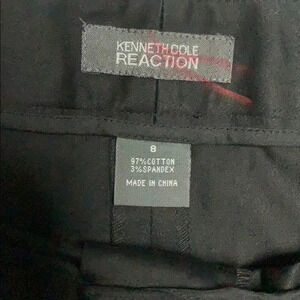 KENNETH COLE
REACTION
8
97% COTTON
3% SPANDEX
MADE IN CHINA